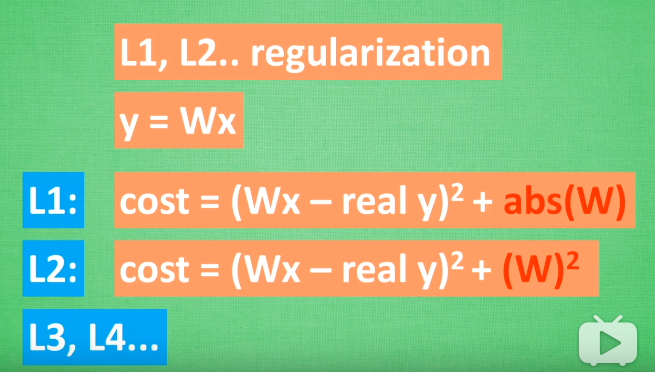 L1, L2.. regularization
y = Wx
L1: cost = (Wx – real y)² + abs(W)
L2: cost = (Wx – real y)² + (W)²
L3, L4...